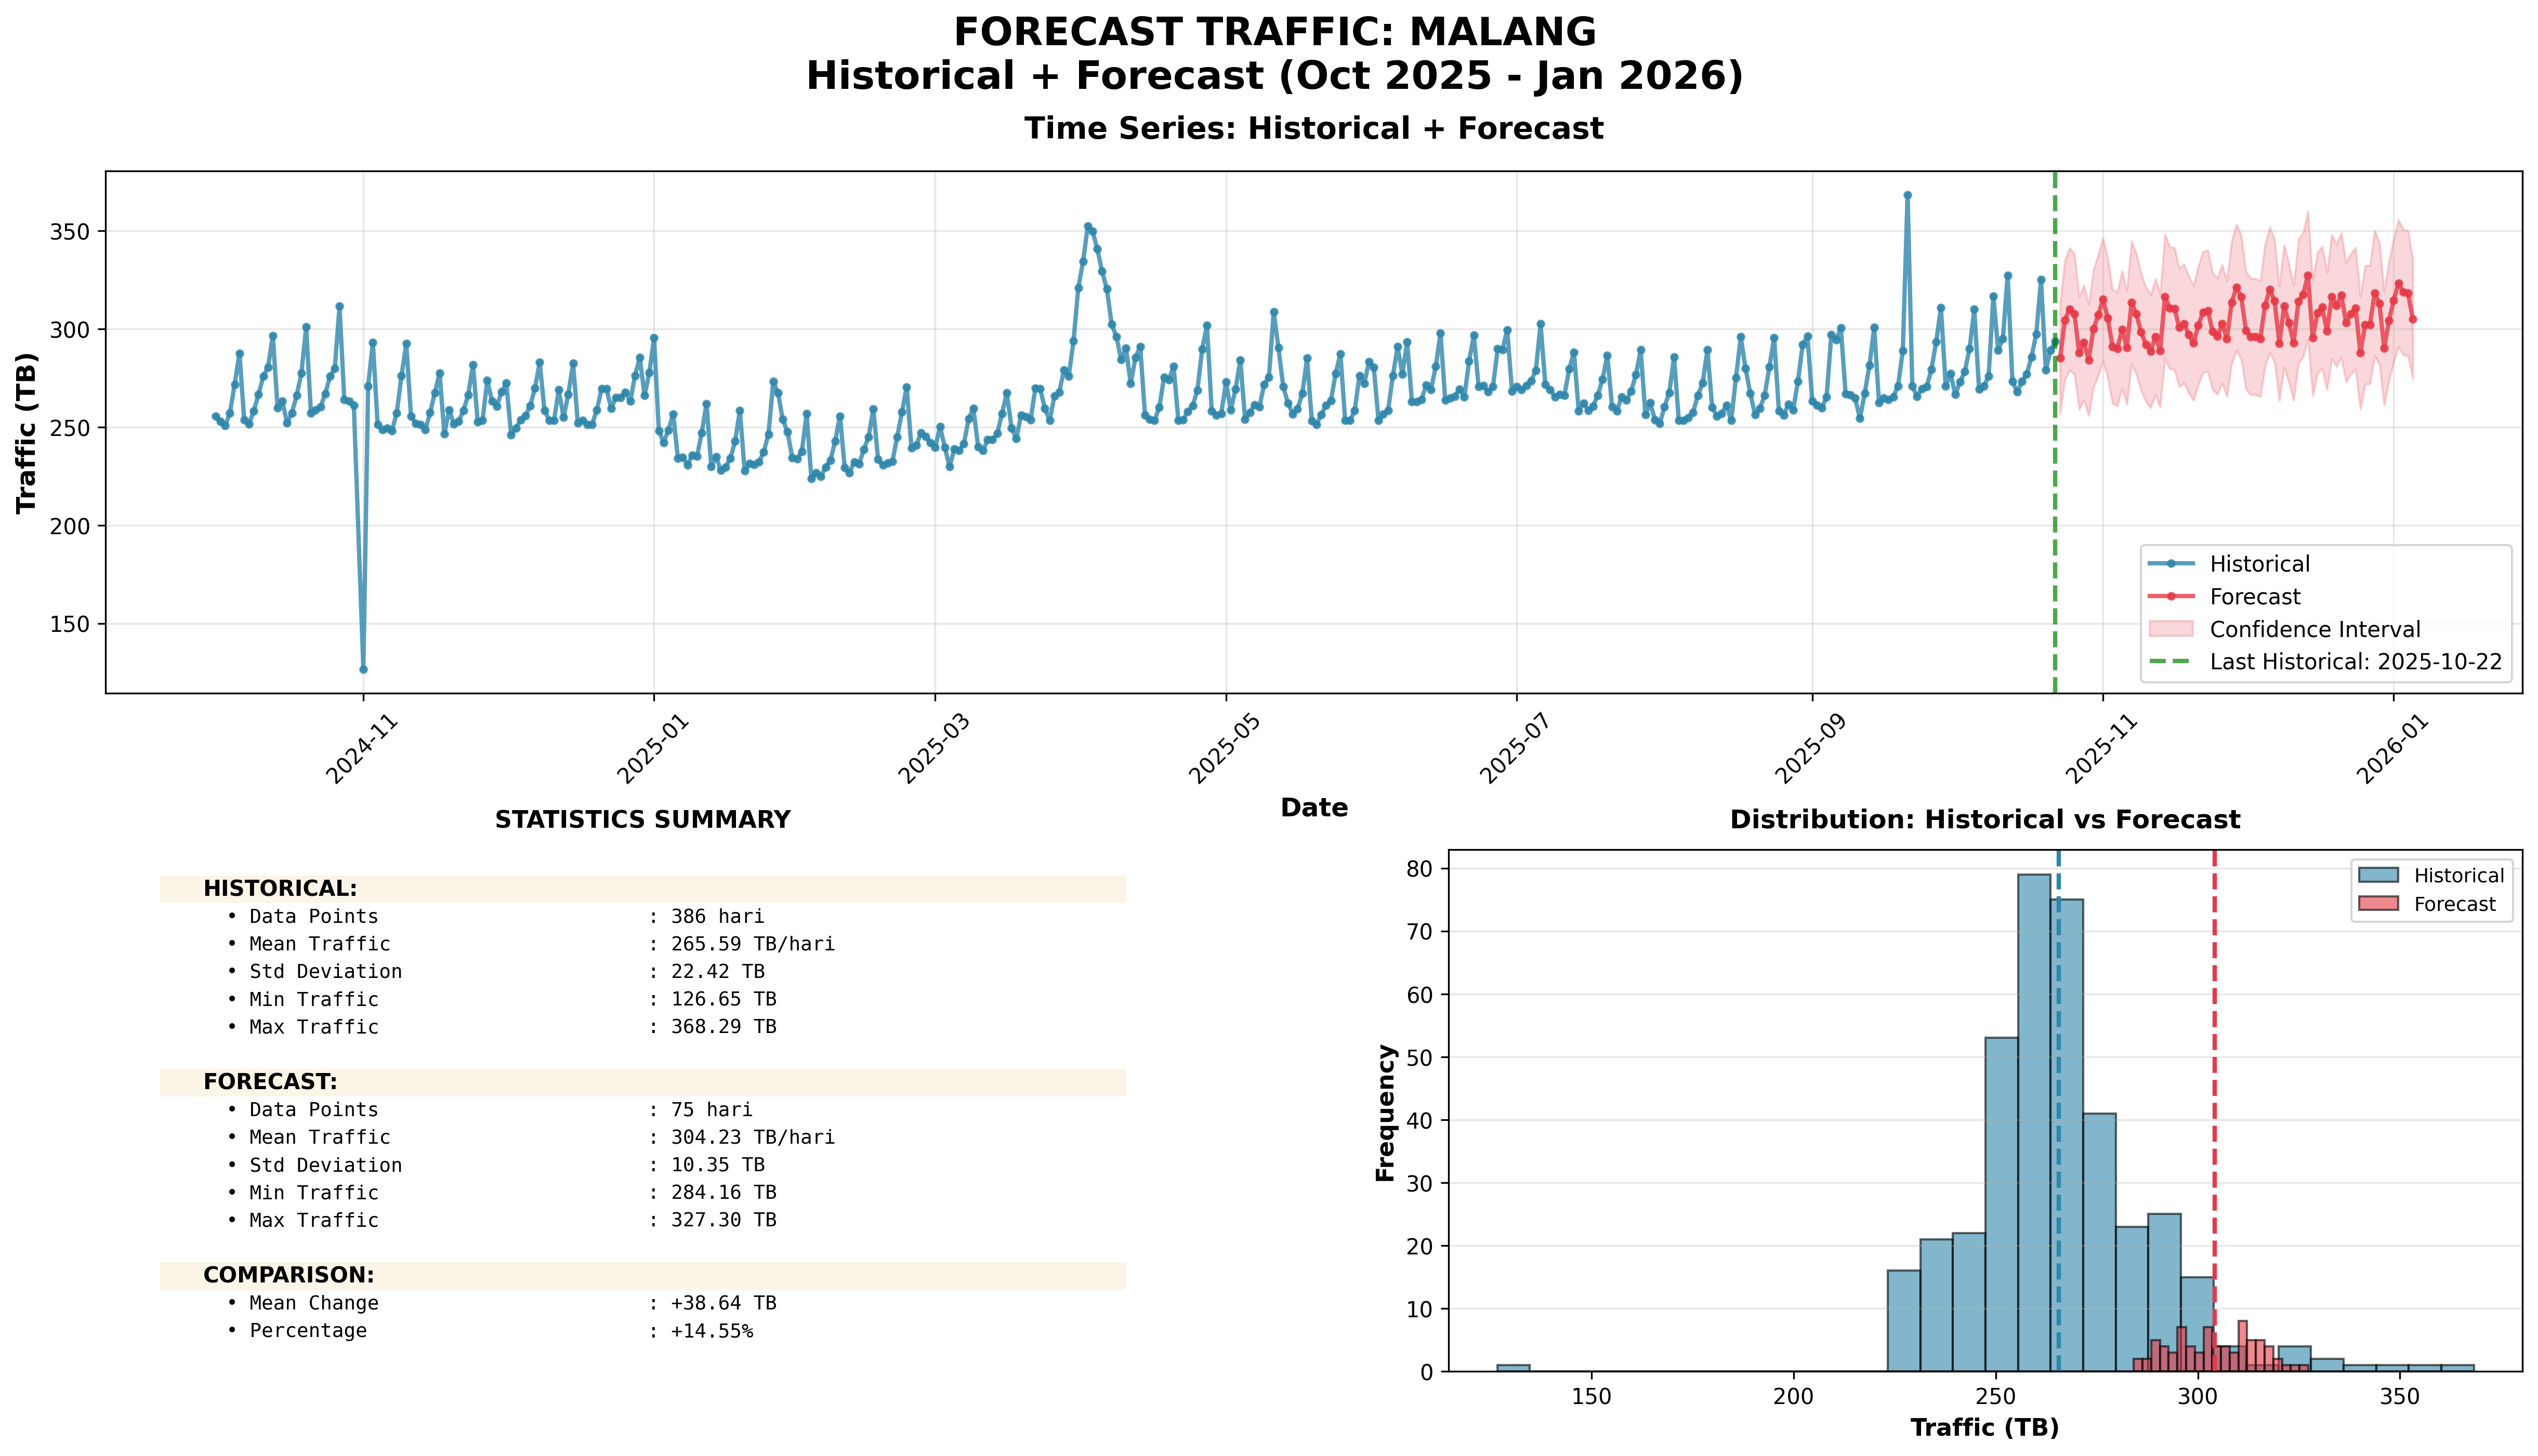 FORECAST TRAFFIC: MALANG
Historical + Forecast (Oct 2025 - Jan 2026)
Time Series: Historical + Forecast
Traffic (TB)
350
300
250
200
150
Historical
Forecast
Confidence Interval
Last Historical: 2025-10-22
2024-11
2025-01
2025-03
2025-05
2025-07
2025-09
2025-11
2026-01
Date
STATISTICS SUMMARY
HISTORICAL:
• Data Points : 386 hari
• Mean Traffic : 265.59 TB/hari
• Std Deviation : 22.42 TB
• Min Traffic : 126.65 TB
• Max Traffic : 368.29 TB
FORECAST:
• Data Points : 75 hari
• Mean Traffic : 304.23 TB/hari
• Std Deviation : 10.35 TB
• Min Traffic : 284.16 TB
• Max Traffic : 327.30 TB
COMPARISON:
• Mean Change : +38.64 TB
• Percentage : +14.55%
Distribution: Historical vs Forecast
Frequency
80
70
60
50
40
30
20
10
0
Historical
Forecast
150
200
250
300
350
Traffic (TB)